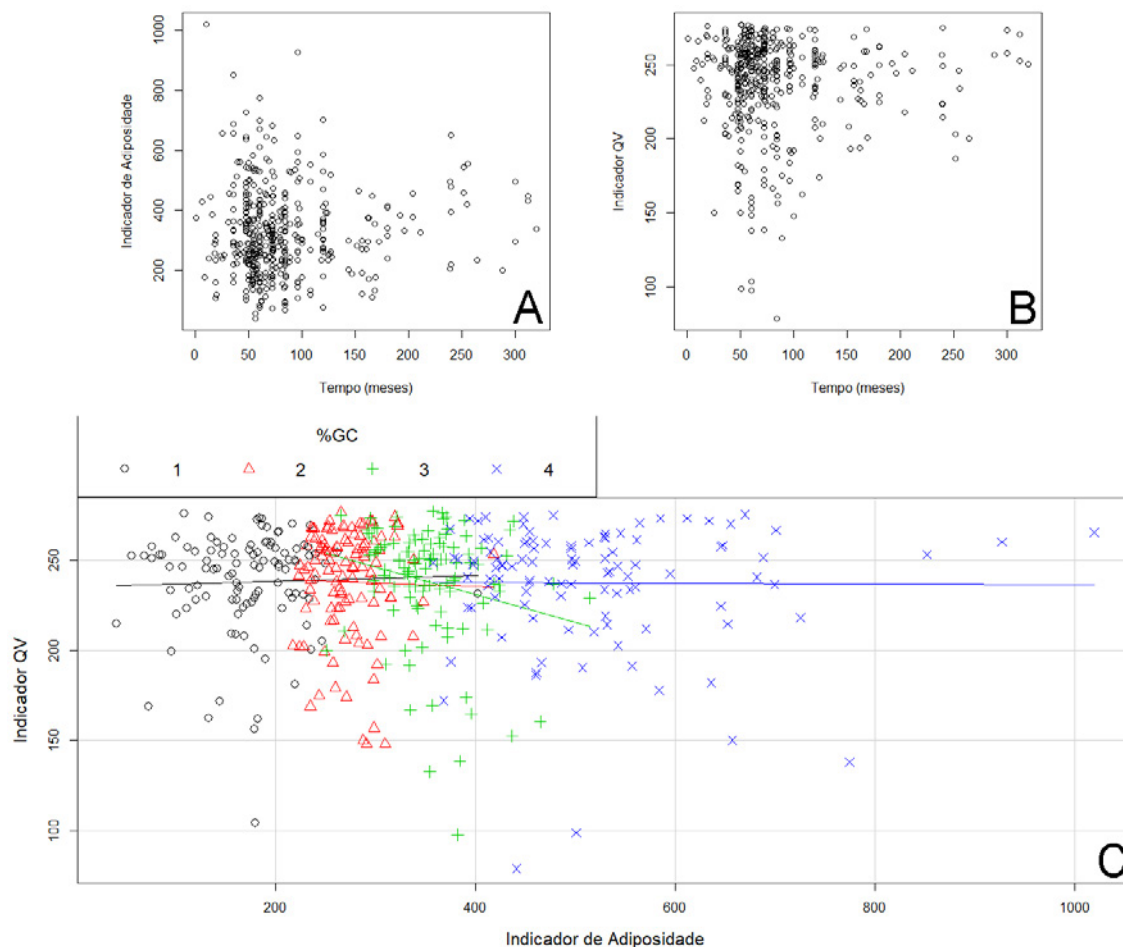 Indicador de Adiposidade
1000
800
600
400
200
0 50 100 150 200 250 300
Tempo (meses)
A
Indicador QV
250
200
150
100
0 50 100 150 200 250 300
Tempo (meses)
B
%GC
1 2 3 4
Indicador QV
250
200
150
100
200 400 600 800 1000
Indicador de Adiposidade
C